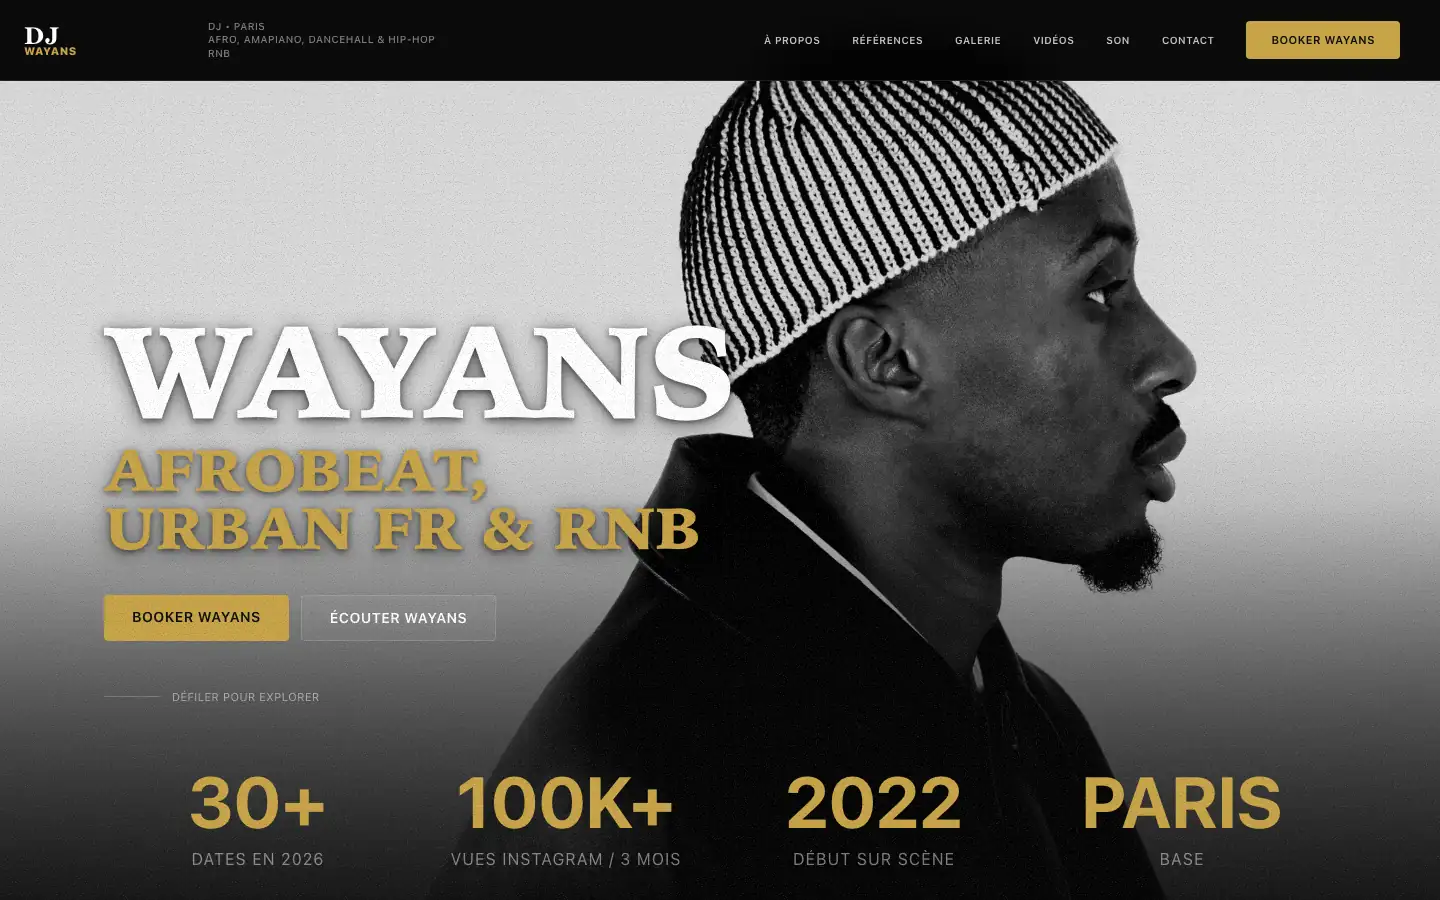 DJ
WAYANS
DJ • PARIS
AFRO, AMAPIANO, DANCEHALL & HIP-HOP
RNB
À PROPOS
RÉFÉRENCES
GALERIE
VIDÉOS
SON
CONTACT
BOOKER WAYANS
WAYANS
AFROBEAT,
URBAN FR & RNB
BOOKER WAYANS
ÉCOUTER WAYANS
DÉFILER POUR EXPLORER
30+
DATES EN 2026
100K+
VUES INSTAGRAM / 3 MOIS
2022
DÉBUT SUR SCÈNE
PARIS
BASE